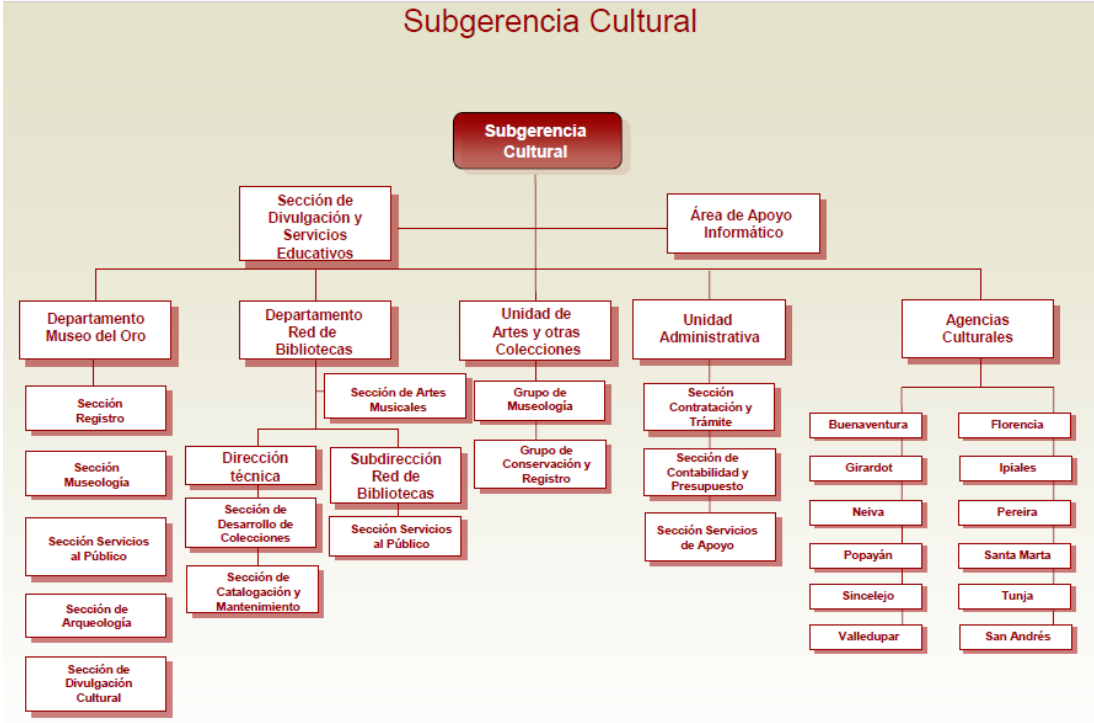 Subgerencia Cultural
Subgerencia
Cultural
Sección de
Divulgación y
Servicios
Educativos
Área de Apoyo
Informático
Departamento
Museo del Oro
Departamento
Red de
Bibliotecas
Unidad de
Artes y otras
Colecciones
Unidad
Administrativa
Agencias
Culturales
Sección
Registro
Sección
Museología
Sección Servicios
al Público
Sección de
Arqueología
Sección de
Divulgación
Cultural
Sección de Artes
Musicales
Dirección
técnica
Sección de
Desarrollo de
Colecciones
Sección de
Catalogación y
Mantenimiento
Subdirección
Red de
Bibliotecas
Sección Servicios
al Público
Grupo de
Museología
Grupo de
Conservación y
Registro
Sección
Contratación y
Trámite
Sección de
Contabilidad y
Presupuesto
Sección Servicios
de Apoyo
Buenaventura
Girardot
Neiva
Popayán
Sincelejo
Valledupar
Florencia
Ipiales
Pereira
Santa Marta
Tunja
San Andrés